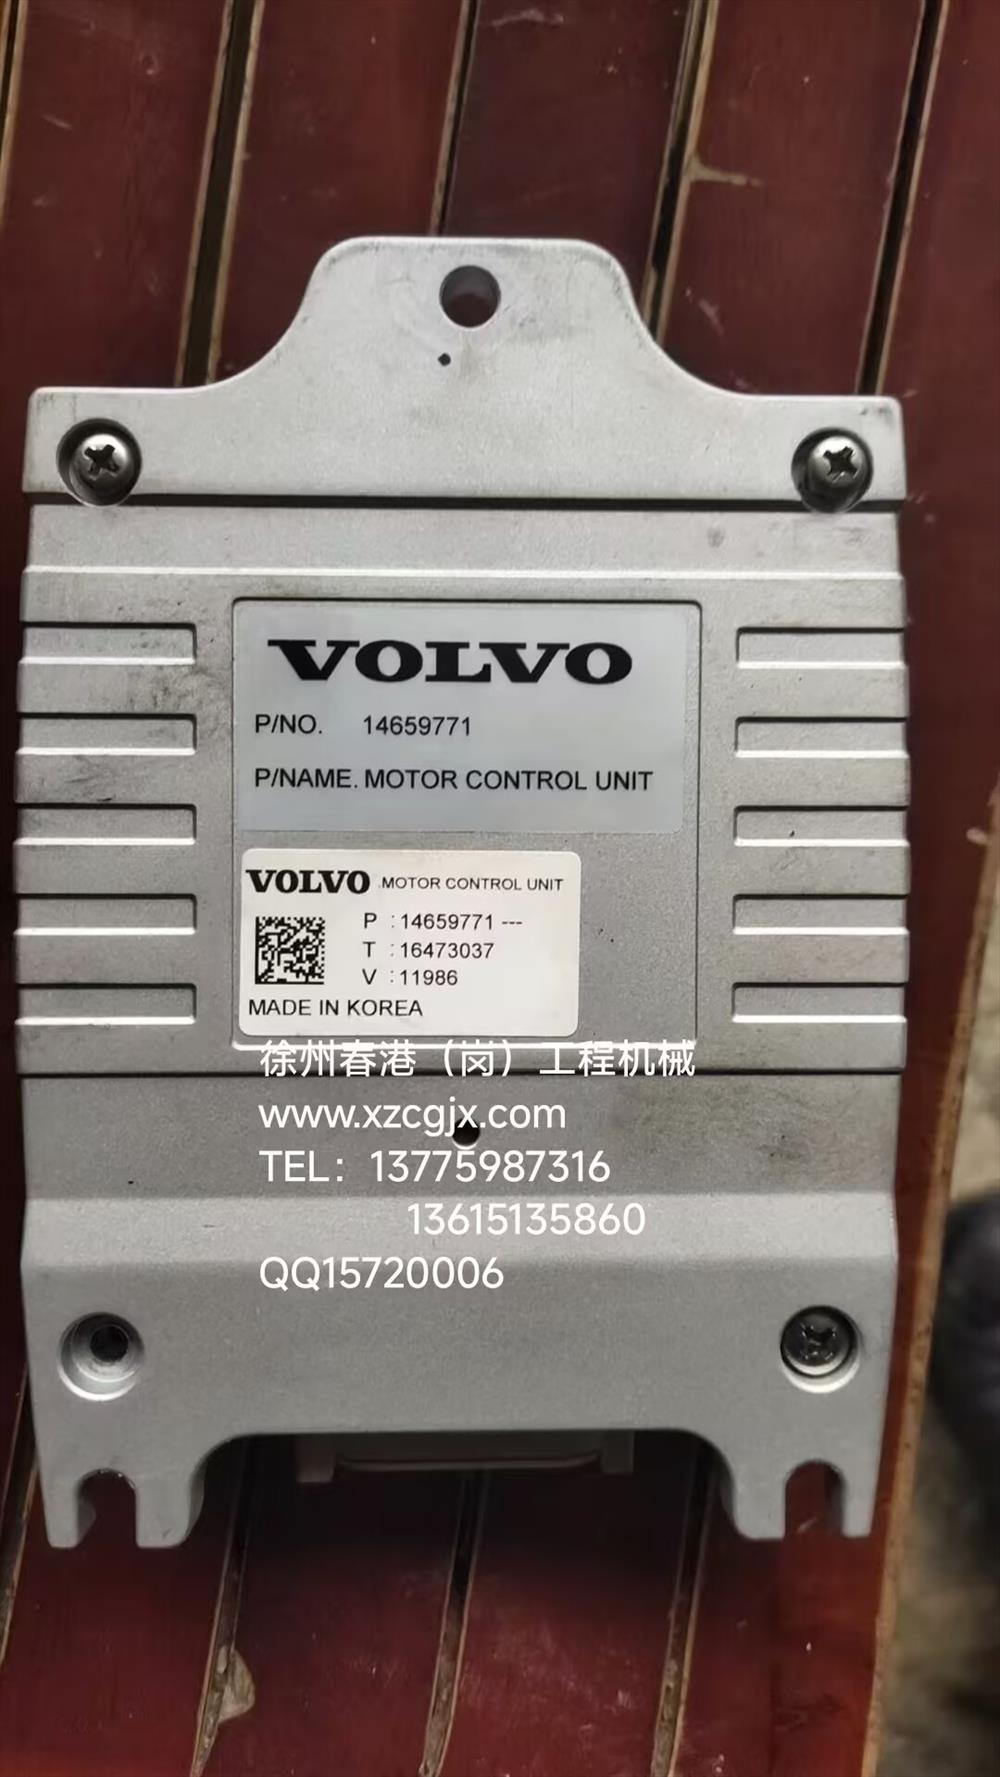 VOLVO
P/NO. 14659771
P/NAME. MOTOR CONTROL UNIT
VOLVO MOTOR CONTROL UNIT
P : 14659771 ---
T : 16473037
V : 11986
MADE IN KOREA
徐州春港（岗）工程机械
www.xzcgjx.com
TEL：13775987316
13615135860
QQ15720006